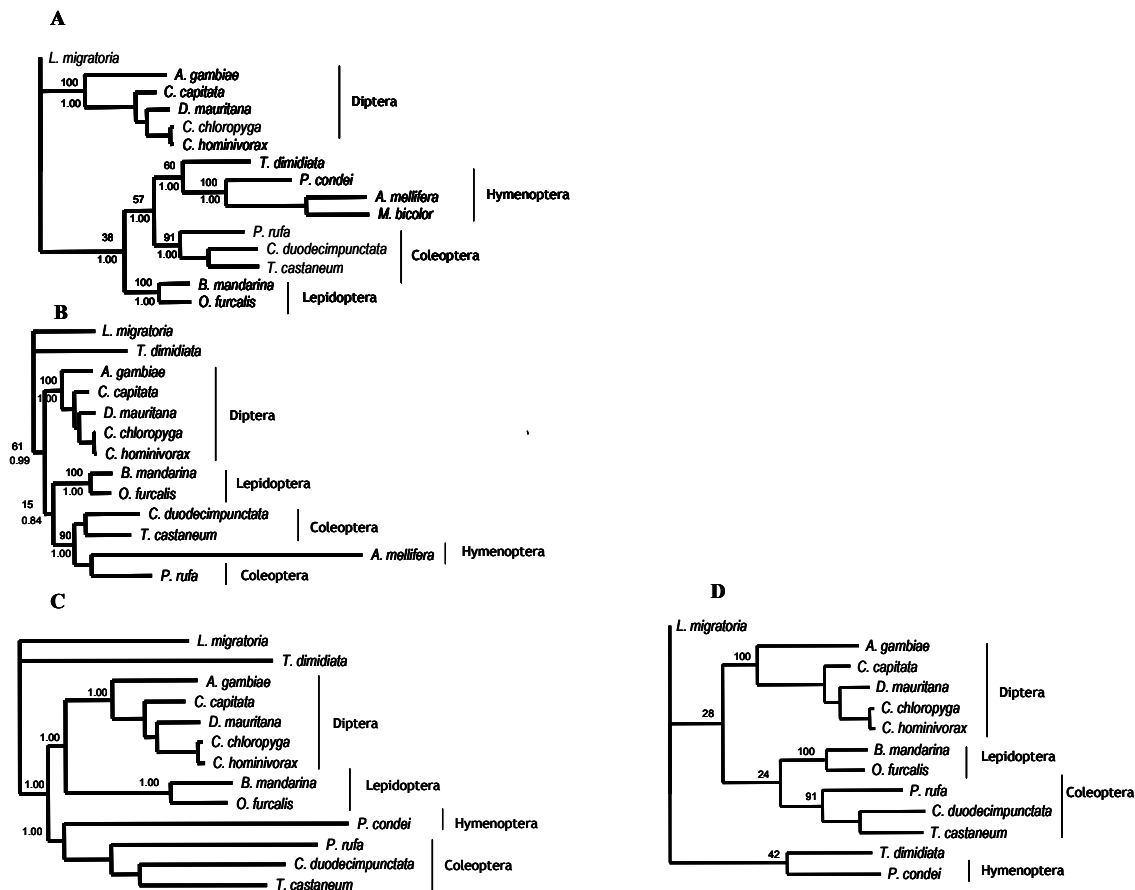 A
L. migratoria
A. gambiae
100
1.00
C. capitata
D. mauritana
Diptera
C. chloropyga
C. hominivorax
60
1.00
T. dimidiata
100
1.00
P. condei
A. mellifera
Hymenoptera
M. bicolor
57
1.00
91
1.00
P. rufa
C. duodecimpunctata
Coleoptera
T. castaneum
38
1.00
100
1.00
B. mandarina
Lepidoptera
O. furcalis
B
L. migratoria
T. dimidiata
A. gambiae
100
1.00
C. capitata
D. mauritana
Diptera
C. chloropyga
C. hominivorax
61
0.99
100
1.00
B. mandarina
Lepidoptera
O. furcalis
15
0.84
C. duodecimpunctata
Coleoptera
T. castaneum
90
1.00
A. mellifera
Hymenoptera
P. rufa
Coleoptera
C
L. migratoria
T. dimidiata
A. gambiae
1.00
C. capitata
D. mauritana
Diptera
C. chloropyga
C. hominivorax
1.00
1.00
B. mandarina
Lepidoptera
O. furcalis
1.00
P. condei
Hymenoptera
1.00
P. rufa
C. duodecimpunctata
Coleoptera
T. castaneum
D
L. migratoria
A. gambiae
100
C. capitata
D. mauritana
Diptera
C. chloropyga
C. hominivorax
28
100
B. mandarina
Lepidoptera
O. furcalis
24
91
P. rufa
Coleoptera
C. duodecimpunctata
T. castaneum
42
T. dimidiata
P. condei
Hymenoptera